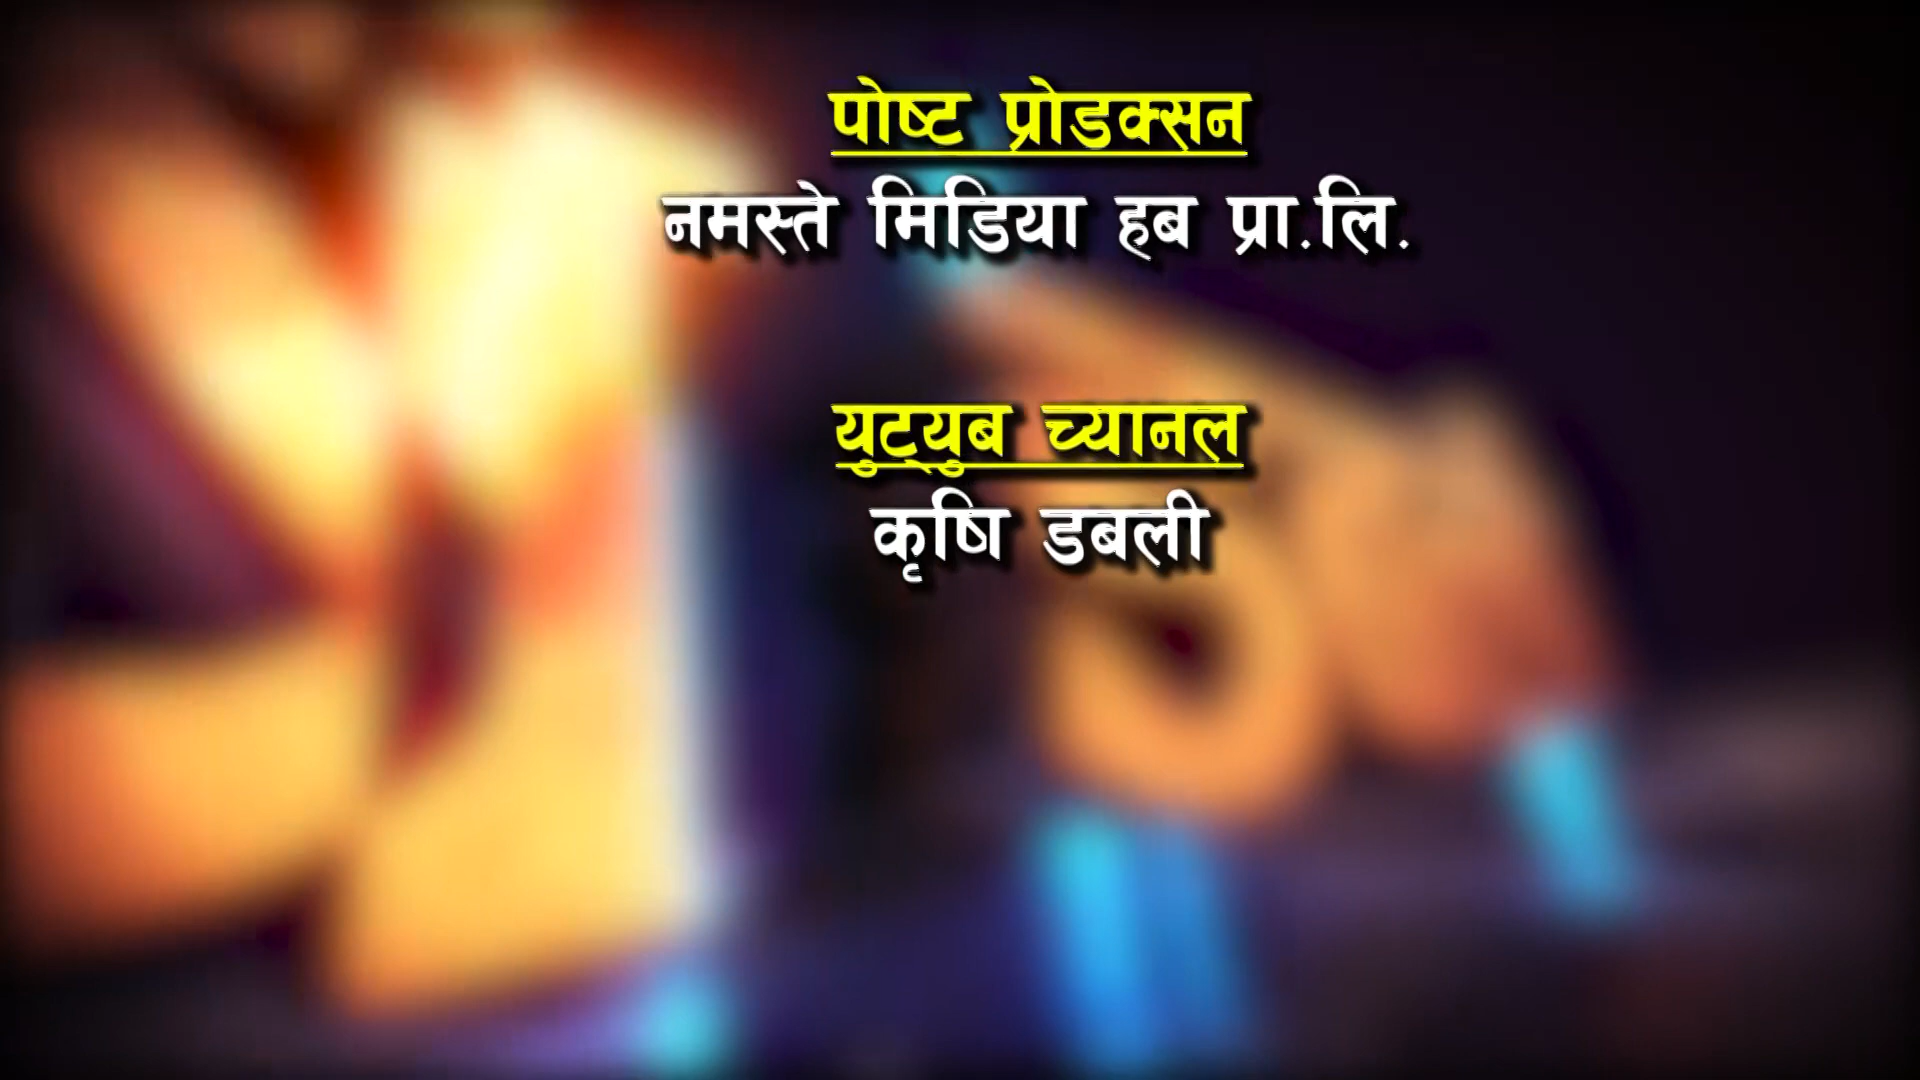 पोष्ट प्रोडक्सन
नमस्ते मिडिया हब प्रा.लि.
युट्युब च्यानल
कृषि डबली